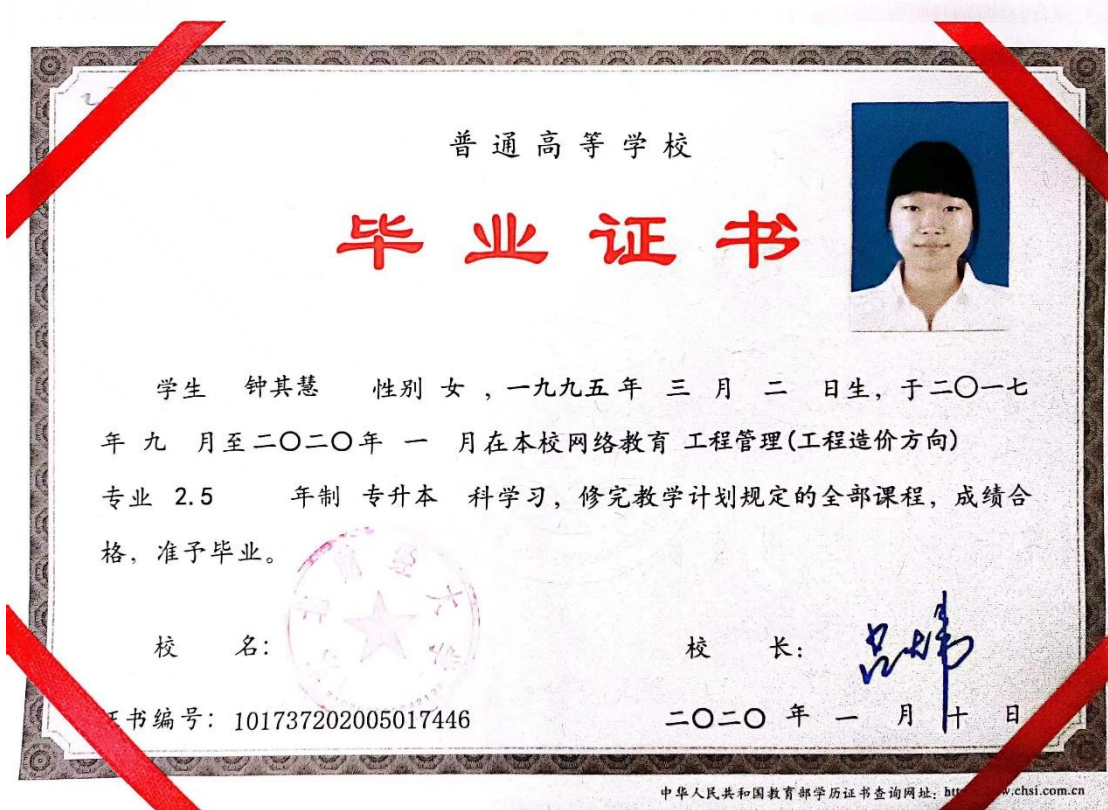 普通高等学校
毕业证书
学生 钟其慧 性别 女 ，一九九五年 三 月 二 日生，于二〇一七
年 九 月至二〇二〇年 一 月在本校网络教育 工程管理(工程造价方向)
专业 2.5 年制 专升本 科学习，修完教学计划规定的全部课程，成绩合
格，准予毕业。
校 名： 校 长：
书编号：101737202005017446 二〇二〇 年 一 月 十 日
中华人民共和国教育部学历证书查询网址：htt w.chsi.com.cn